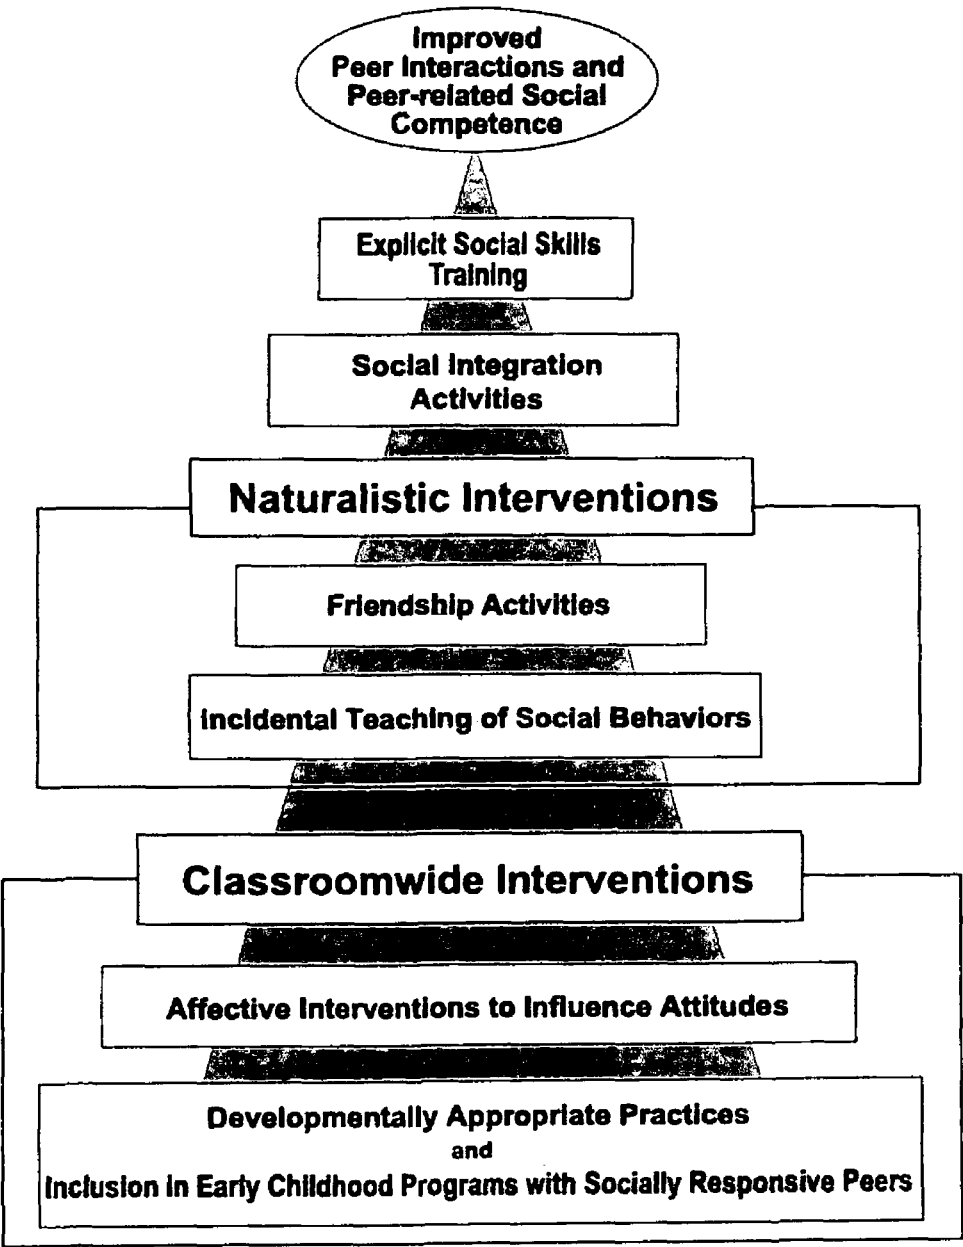 Improved
Peer Interactions and
Peer-related Social
Competence
Explicit Social Skills
Training
Social Integration
Activities
Naturalistic Interventions
Friendship Activities
Incidental Teaching of Social Behaviors
Classroomwide Interventions
Affective Interventions to Influence Attitudes
Developmentally Appropriate Practices
and
Inclusion in Early Childhood Programs with Socially Responsive Peers